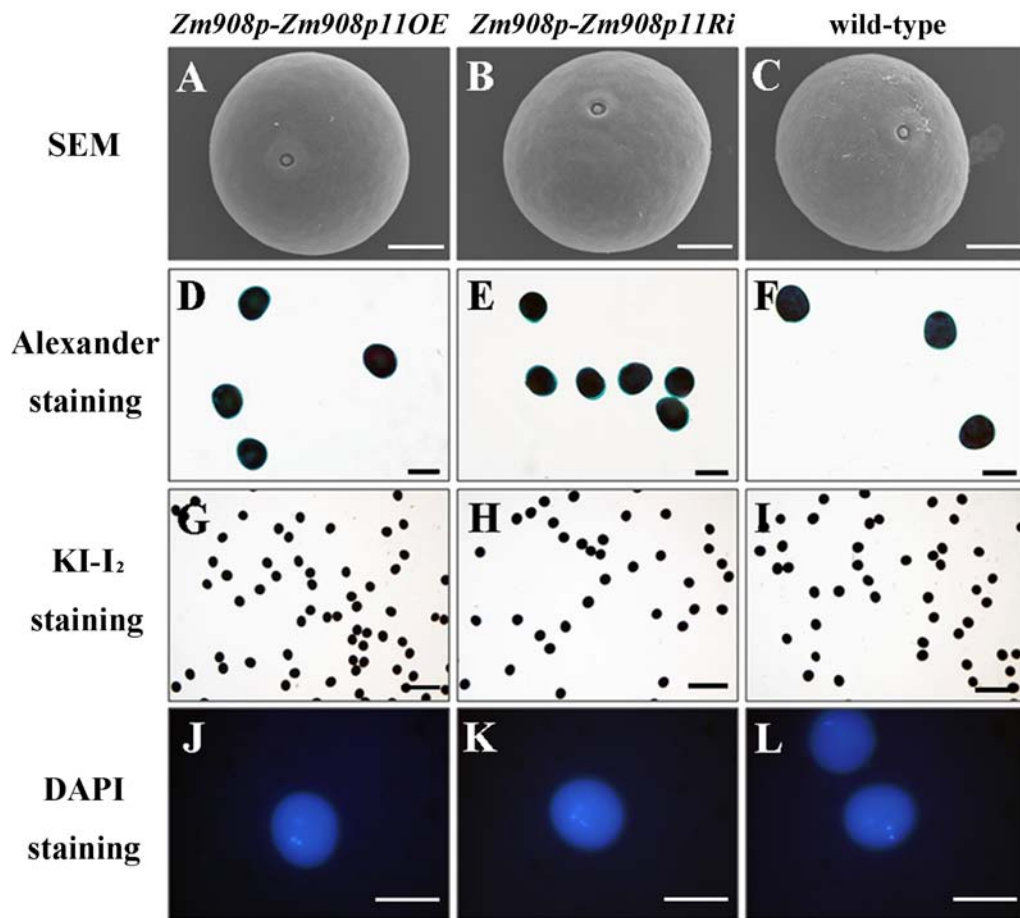 Zm908p-Zm908p11OE Zm908p-Zm908p11Ri wild-type
SEM
A B C
Alexander
staining
D E F
KI-I₂
staining
G H I
DAPI
staining
J K L